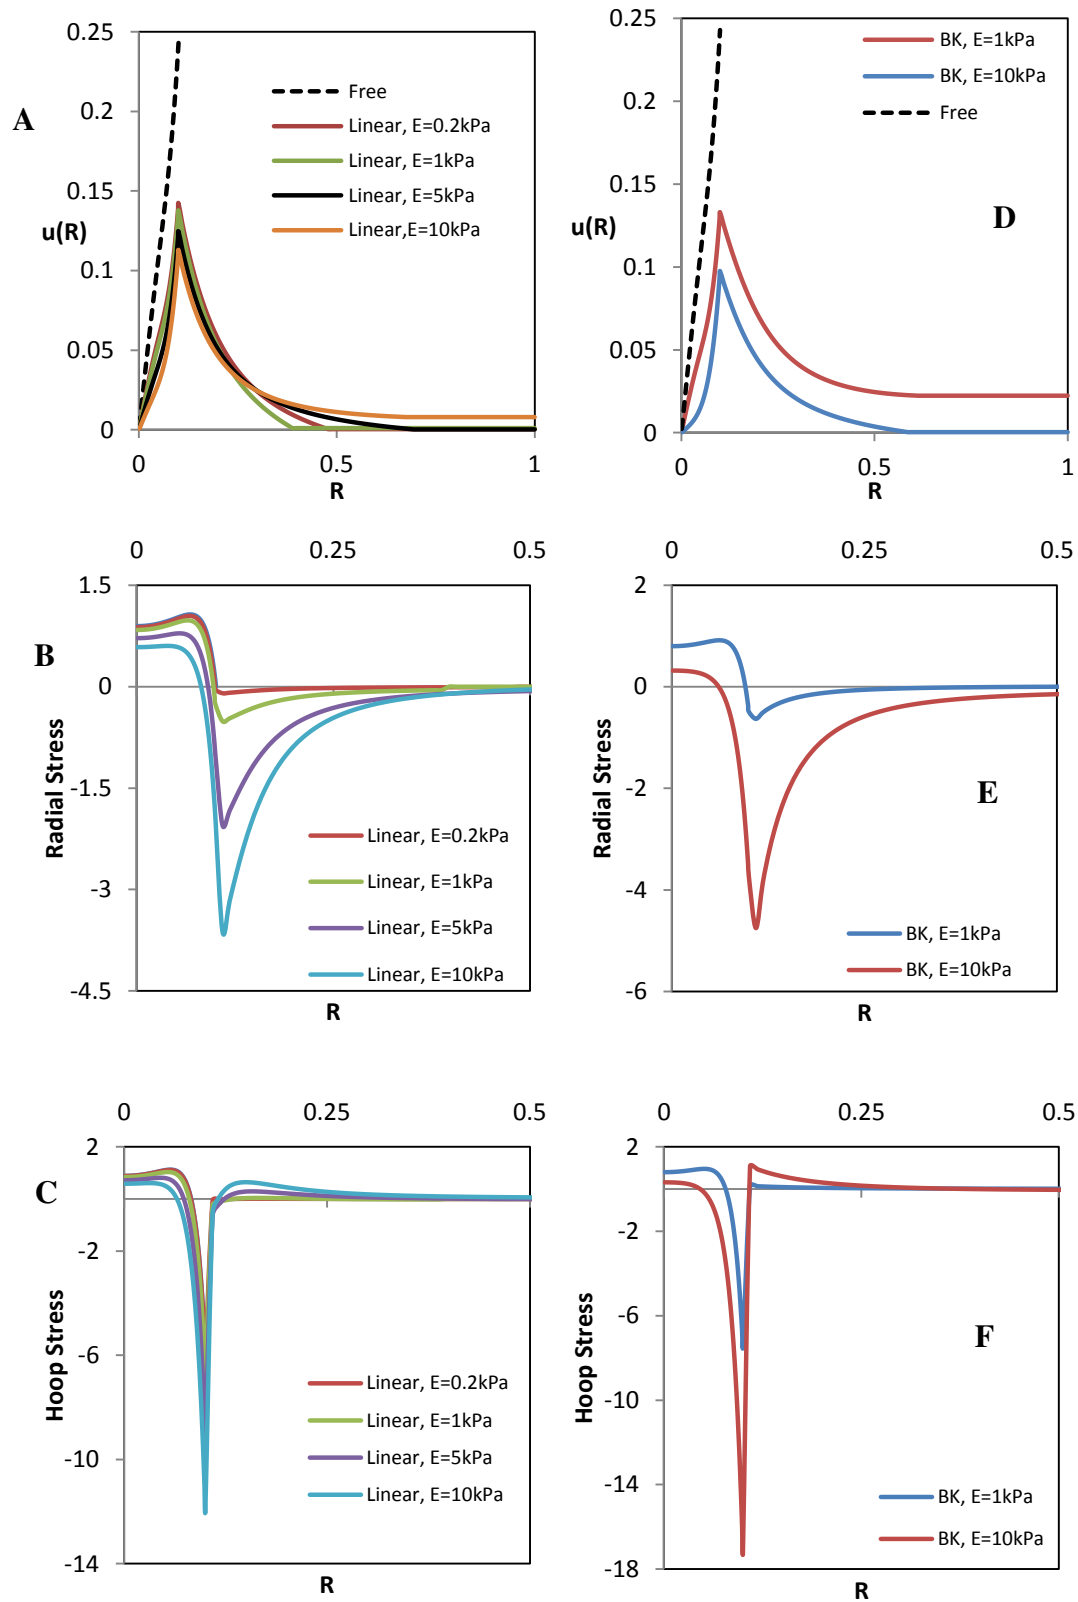 A
0.25
0.2
0.15
u(R)
0.1
0.05
0
0
0.5
1
R
Free
Linear, E=0.2kPa
Linear, E=1kPa
Linear, E=5kPa
Linear,E=10kPa
D
0.25
0.2
0.15
u(R)
0.1
0.05
0
0
0.5
1
R
BK, E=1kPa
BK, E=10kPa
Free
B
0
0.25
0.5
1.5
0
-1.5
-3
-4.5
Radial Stress
Linear, E=0.2kPa
Linear, E=1kPa
Linear, E=5kPa
Linear, E=10kPa
R
E
0
0.25
0.5
2
0
-2
-4
-6
Radial Stress
BK, E=1kPa
BK, E=10kPa
R
C
0
0.25
0.5
2
-2
-6
-10
-14
Hoop Stress
Linear, E=0.2kPa
Linear, E=1kPa
Linear, E=5kPa
Linear, E=10kPa
R
F
0
0.25
0.5
2
-2
-6
-10
-14
-18
Hoop Stress
BK, E=1kPa
BK, E=10kPa
R